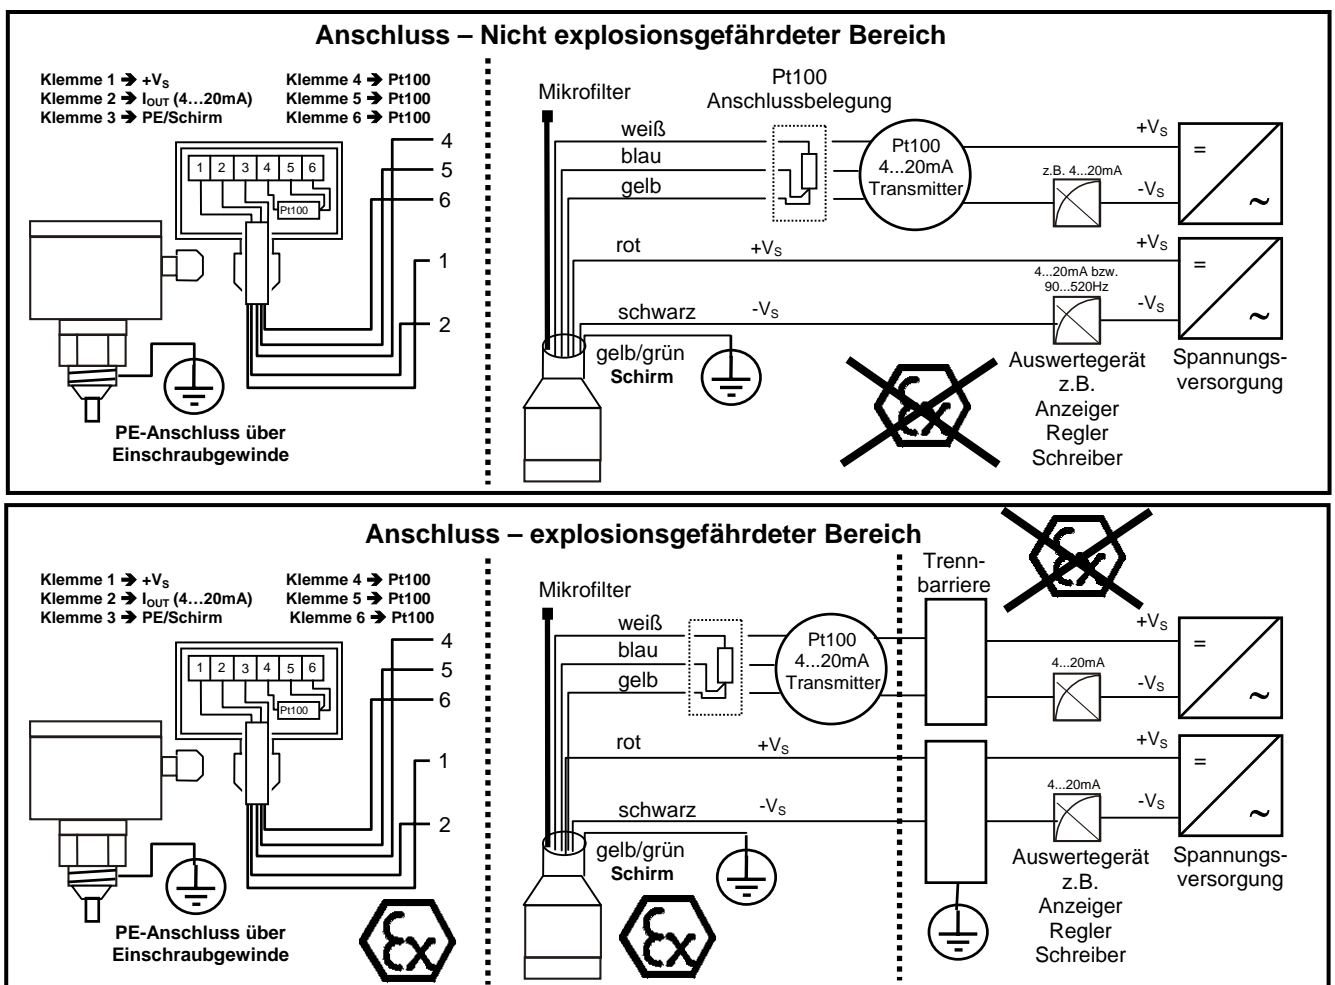 Anschluss – Nicht explosionsgefährdeter Bereich
Klemme 1 ➔ +VS
Klemme 2 ➔ IOUT (4...20mA)
Klemme 3 ➔ PE/Schirm
Klemme 4 ➔ Pt100
Klemme 5 ➔ Pt100
Klemme 6 ➔ Pt100
1 2 3 4 5 6
Pt100
4
5
6
1
2
PE-Anschluss über
Einschraubgewinde
Mikrofilter
Pt100
Anschlussbelegung
weiß
blau
gelb
Pt100
4...20mA
Transmitter
+VS
z.B. 4...20mA
-VS
=
~
rot
+VS
+VS
4...20mA bzw.
90...520Hz
-VS
=
~
schwarz
-VS
gelb/grün
Schirm
Ex
Auswertegerät
z.B.
Anzeiger
Regler
Schreiber
Spannungs-
versorgung
Anschluss – explosionsgefährdeter Bereich
Klemme 1 ➔ +VS
Klemme 2 ➔ IOUT (4...20mA)
Klemme 3 ➔ PE/Schirm
Klemme 4 ➔ Pt100
Klemme 5 ➔ Pt100
Klemme 6 ➔ Pt100
1 2 3 4 5 6
Pt100
4
5
6
1
2
PE-Anschluss über
Einschraubgewinde
Ex
Mikrofilter
weiß
blau
gelb
Pt100
4...20mA
Transmitter
Trenn-
barriere
Ex
+VS
4...20mA
-VS
=
~
rot
+VS
+VS
4...20mA
-VS
=
~
schwarz
-VS
gelb/grün
Schirm
Ex
Auswertegerät
z.B.
Anzeiger
Regler
Schreiber
Spannungs-
versorgung